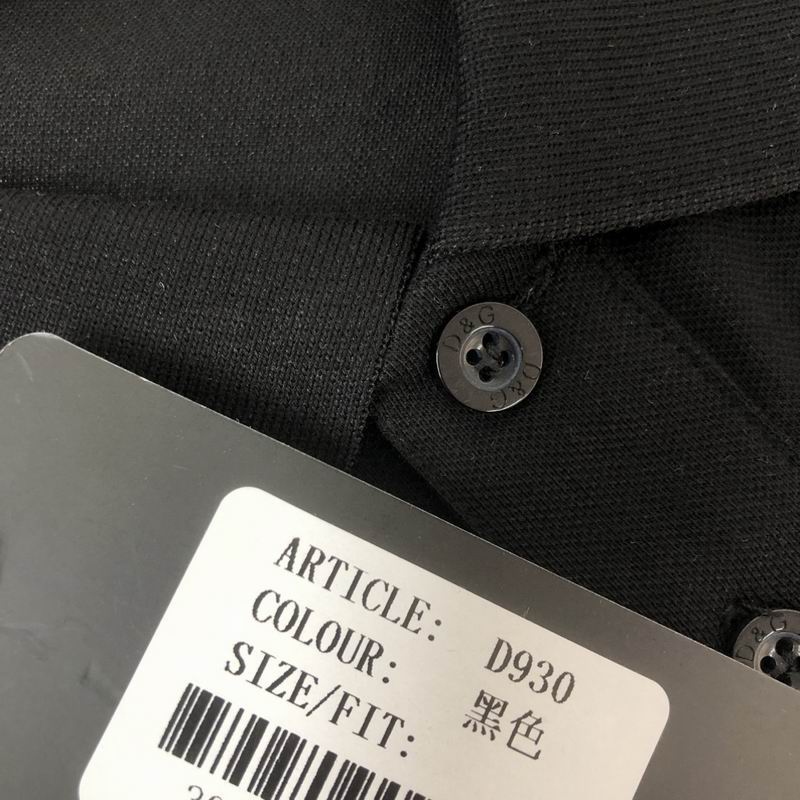 D&G
D&G
D&G
ARTICLE: D930
COLOUR: 黑色
SIZE/FIT: